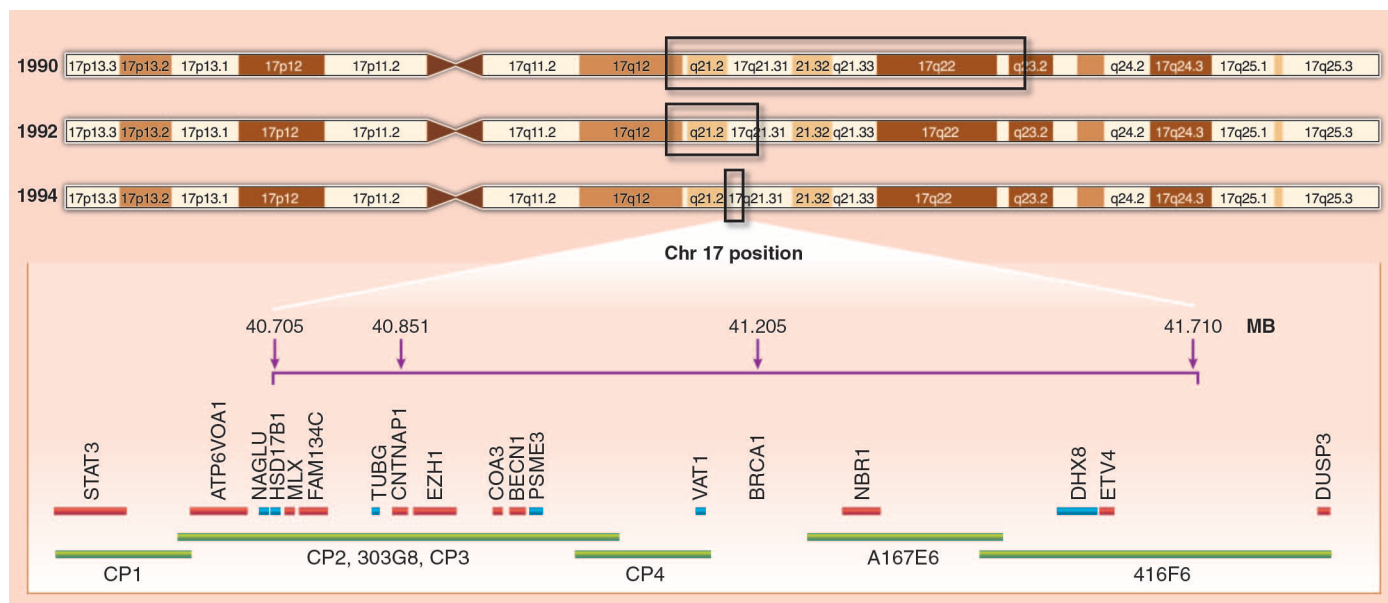 1990 17p13.3 17p13.2 17p13.1 17p12 17p11.2 17q11.2 17q12 q21.2 17q21.31 21.32 q21.33 17q22 q23.2 q24.2 17q24.3 17q25.1 17q25.3
1992 17p13.3 17p13.2 17p13.1 17p12 17p11.2 17q11.2 17q12 q21.2 17q21.31 21.32 q21.33 17q22 q23.2 q24.2 17q24.3 17q25.1 17q25.3
1994 17p13.3 17p13.2 17p13.1 17p12 17p11.2 17q11.2 17q12 q21.2 17q21.31 21.32 q21.33 17q22 q23.2 q24.2 17q24.3 17q25.1 17q25.3
Chr 17 position
40.705 40.851 41.205 41.710 MB
STAT3
ATP6VOA1
NAGLU
HSD17B1
MLX
FAM134C
TUBG
CNTNAP1
EZH1
COA3
BECN1
PSME3
VAT1
BRCA1
NBR1
DHX8
ETV4
DUSP3
CP2, 303G8, CP3 A167E6
CP1 CP4 416F6